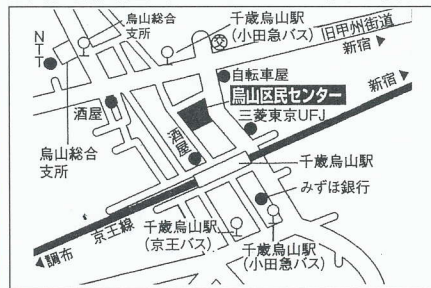 NTT
烏山総合
支所
千歳烏山駅
(小田急バス)
交
旧甲州街道
新宿▶
自転車屋
烏山区民センター
新宿▶
酒屋
三菱東京UFJ
酒屋
烏山総合
支所
千歳烏山駅
みずほ銀行
千歳烏山駅
(京王バス)
京王線
◀調布
千歳烏山駅
(小田急バス)